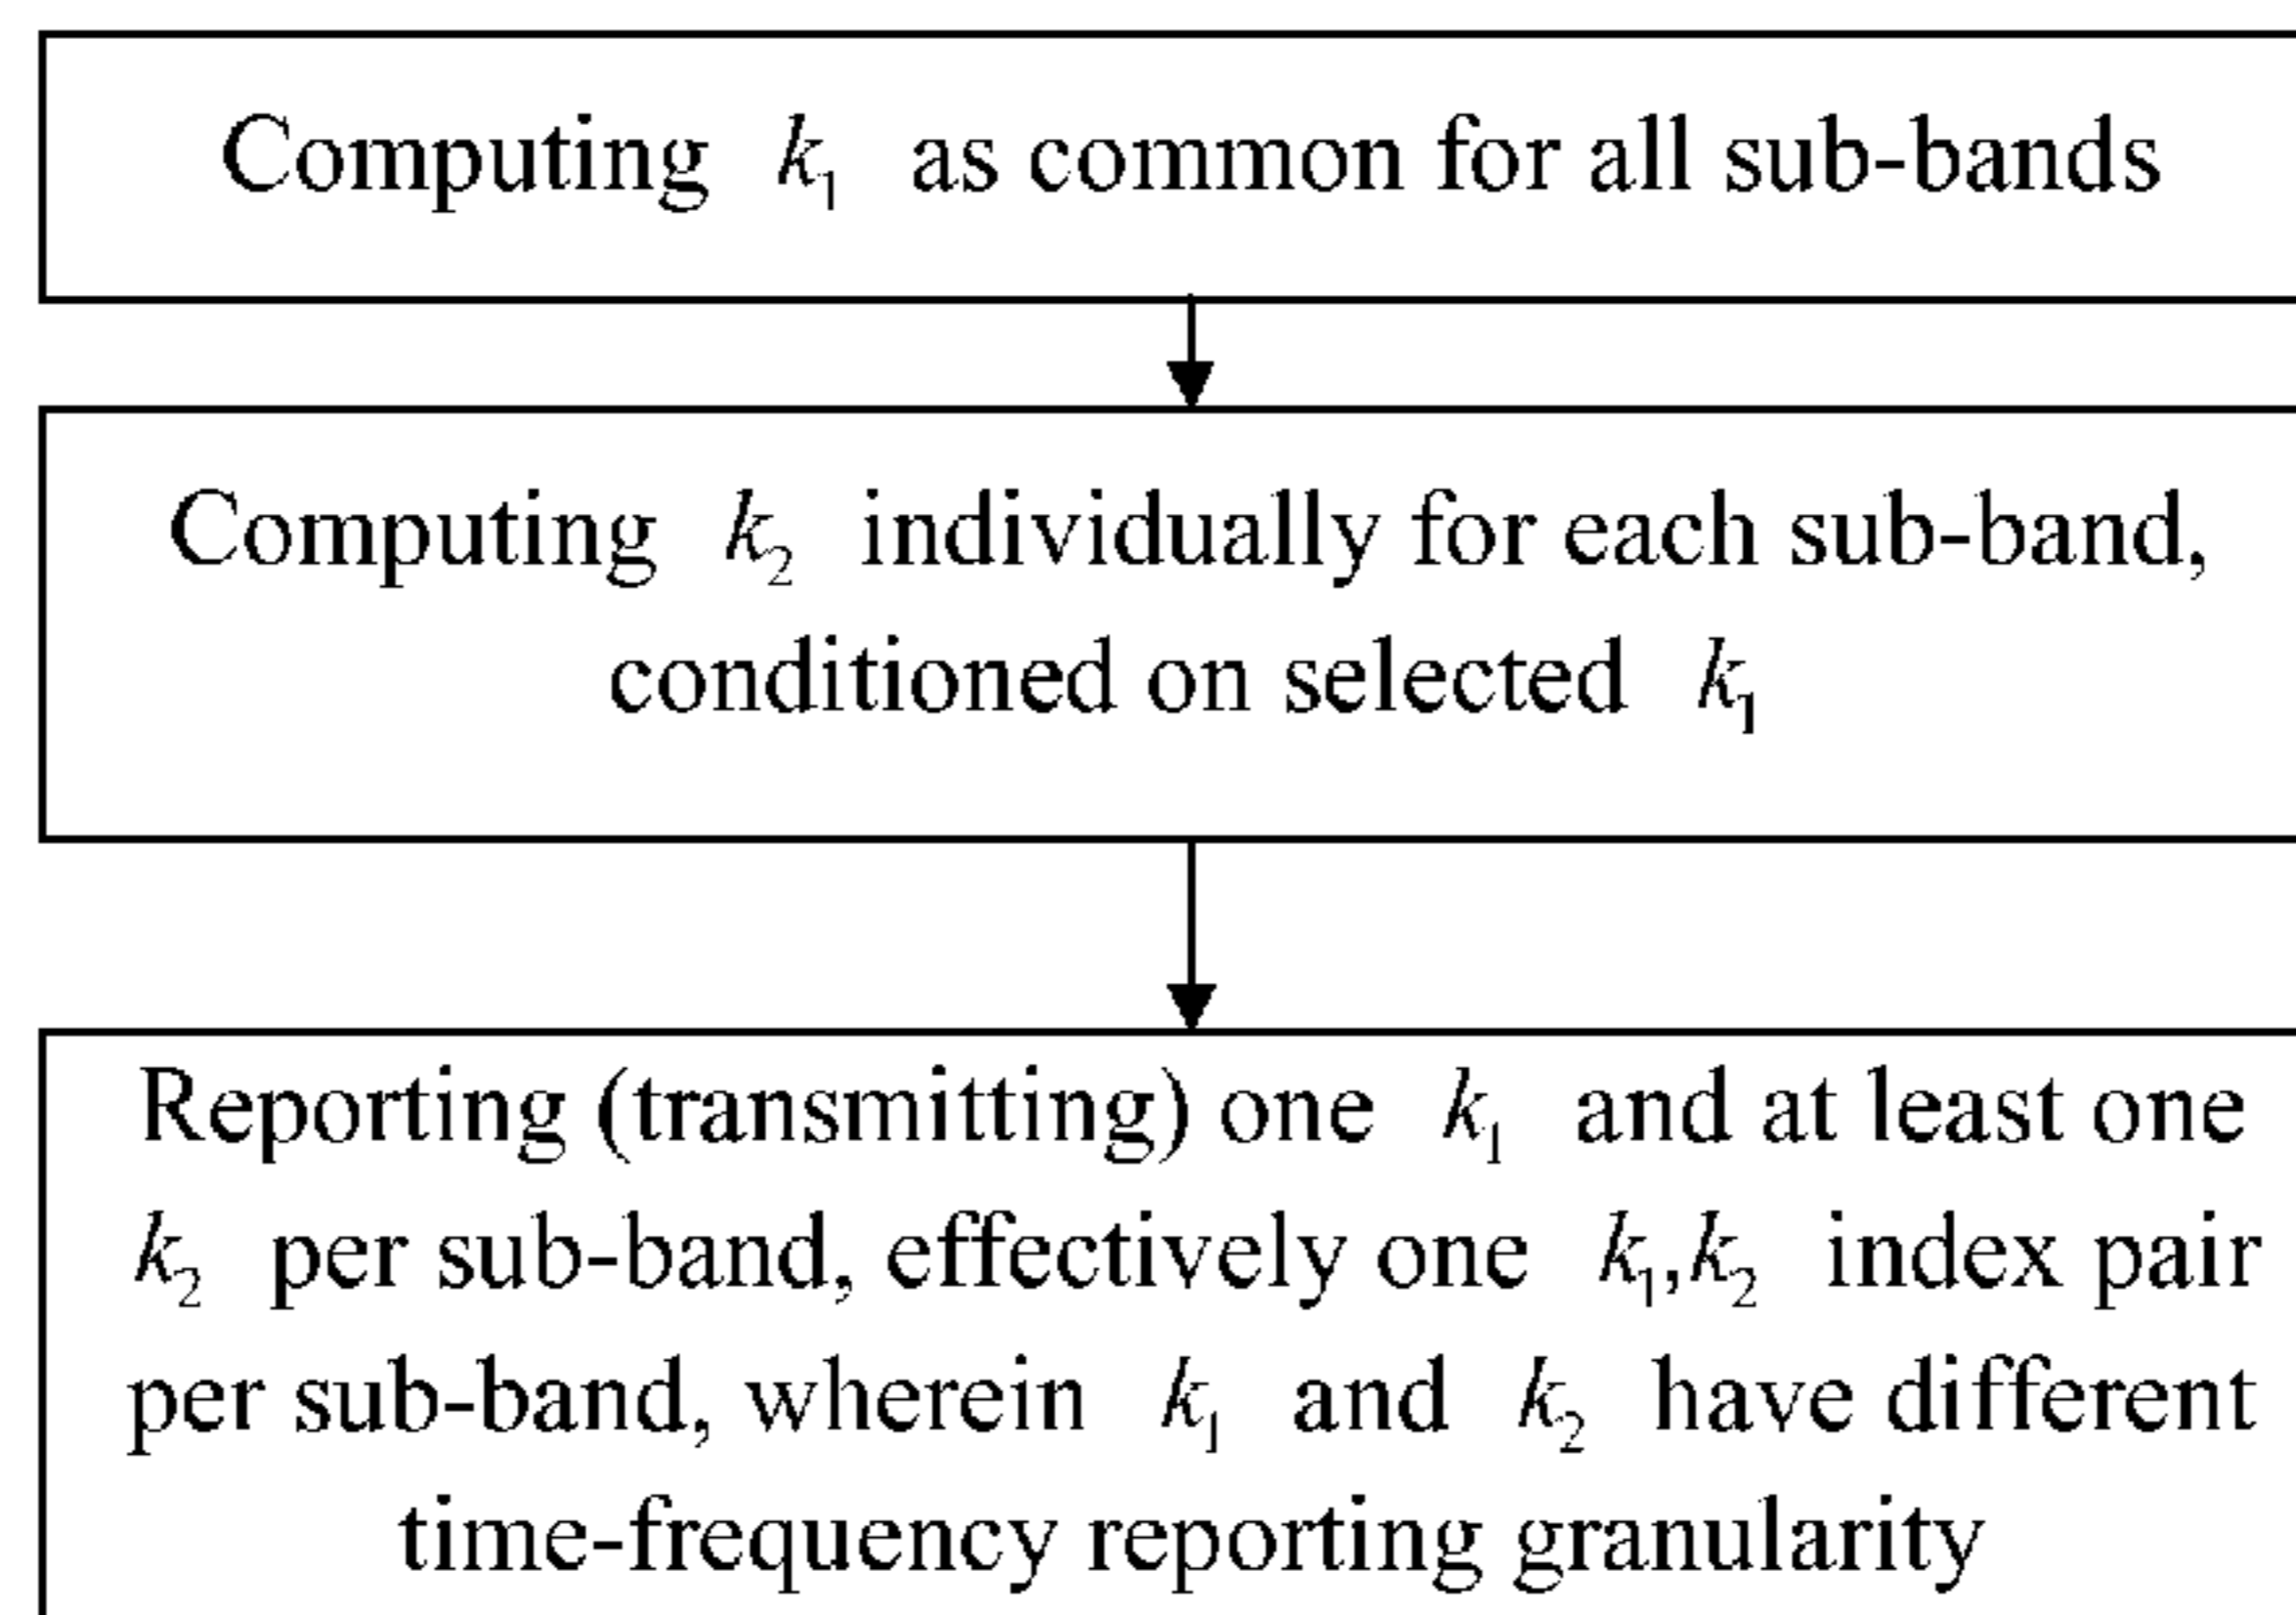 Computing k₁ as common for all sub-bands
Computing k₂ individually for each sub-band,
conditioned on selected k₁
Reporting (transmitting) one k₁ and at least one
k₂ per sub-band, effectively one k₁,k₂ index pair
per sub-band, wherein k₁ and k₂ have different
time-frequency reporting granularity